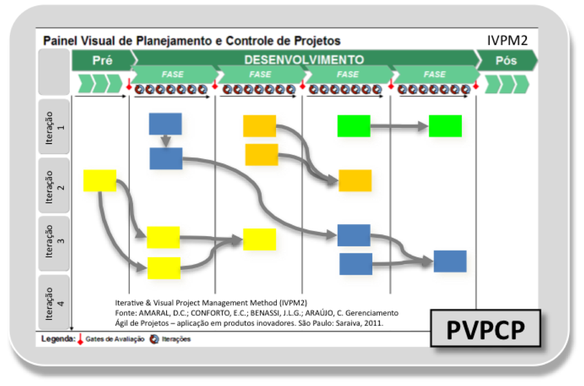 Painel Visual de Planejamento e Controle de Projetos
IVPM2
Pré
DESENVOLVIMENTO
Pós
FASE
FASE
FASE
FASE
Iteração
1
Iteração
2
Iteração
3
Iteração
4
Iterative & Visual Project Management Method (IVPM2)
Fonte: AMARAL, D.C.; CONFORTO, E.C.; BENASSI, J.L.G.; ARAÚJO, C. Gerenciamento
Ágil de Projetos – aplicação em produtos inovadores. São Paulo: Saraiva, 2011.
PVPCP
Legenda:
Gates de Avaliação
Iterações